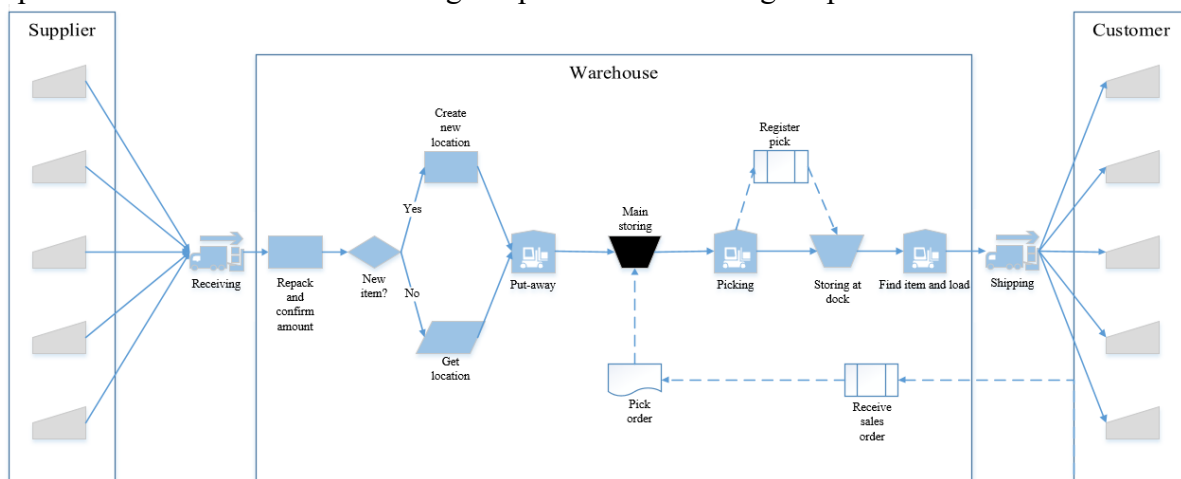 Supplier
Customer
Warehouse
Create
new
location
Register
pick
Yes
Main
storing
Receiving
Repack
and
confirm
amount
New
item?
No
Put-away
Picking
Storing at
dock
Find item and load
Shipping
Get
location
Pick
order
Receive
sales
order